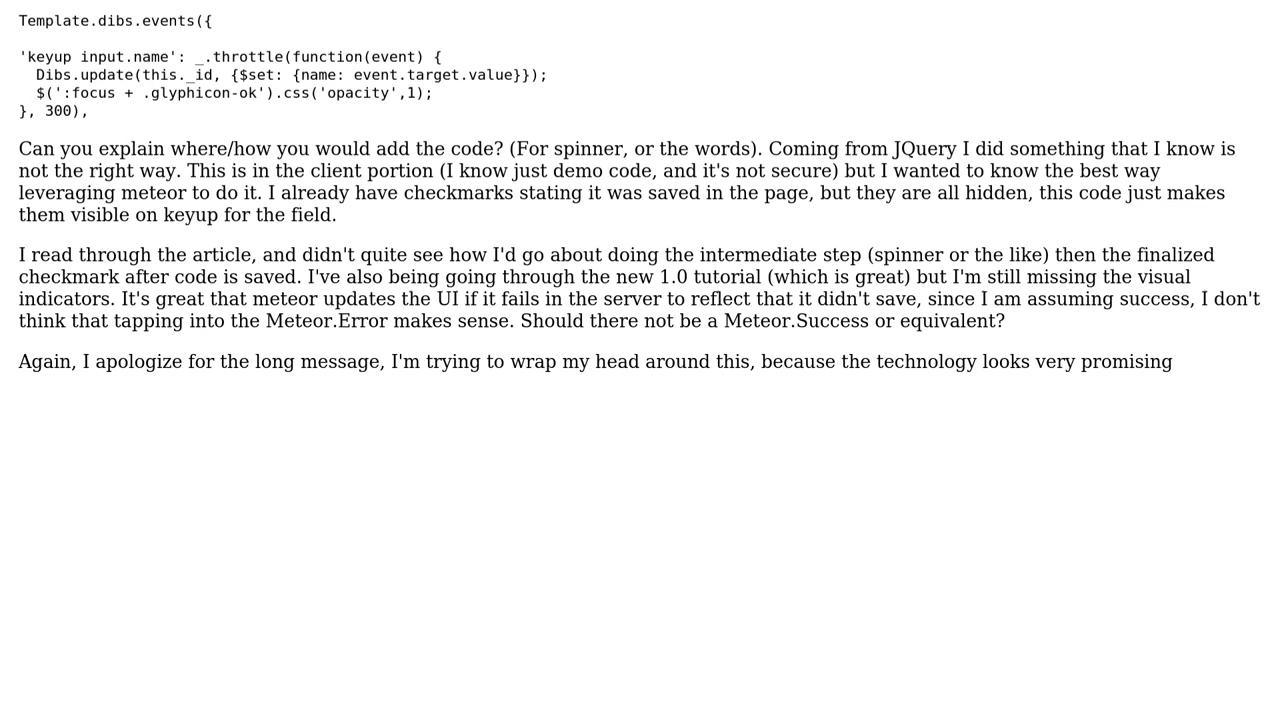 Template.dibs.events({
'keyup input.name': _.throttle(function(event) {
  Dibs.update(this._id, {$set: {name: event.target.value}});
  $(':focus + .glyphicon-ok').css('opacity',1);
}, 300),
Can you explain where/how you would add the code? (For spinner, or the words). Coming from JQuery I did something that I know is
not the right way. This is in the client portion (I know just demo code, and it's not secure) but I wanted to know the best way
leveraging meteor to do it. I already have checkmarks stating it was saved in the page, but they are all hidden, this code just makes
them visible on keyup for the field.
I read through the article, and didn't quite see how I'd go about doing the intermediate step (spinner or the like) then the finalized
checkmark after code is saved. I've also being going through the new 1.0 tutorial (which is great) but I'm still missing the visual
indicators. It's great that meteor updates the UI if it fails in the server to reflect that it didn't save, since I am assuming success, I don't
think that tapping into the Meteor.Error makes sense. Should there not be a Meteor.Success or equivalent?
Again, I apologize for the long message, I'm trying to wrap my head around this, because the technology looks very promising